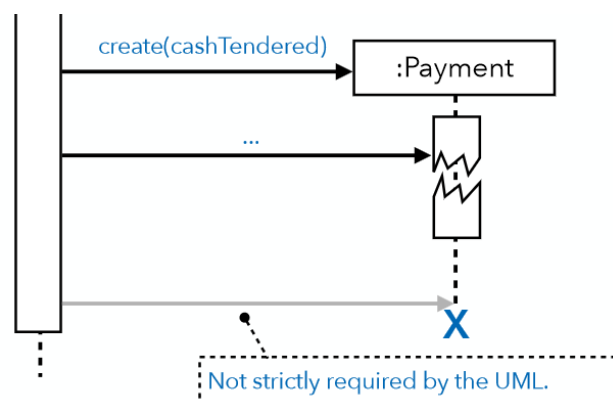 create(cashTendered)
:Payment
...
X
Not strictly required by the UML.